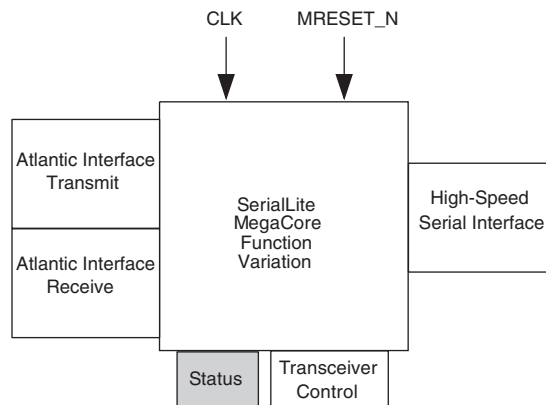 CLK
MRESET_N
Atlantic Interface
Transmit
Atlantic Interface
Receive
SerialLite
MegaCore
Function
Variation
High-Speed
Serial Interface
Status
Transceiver
Control